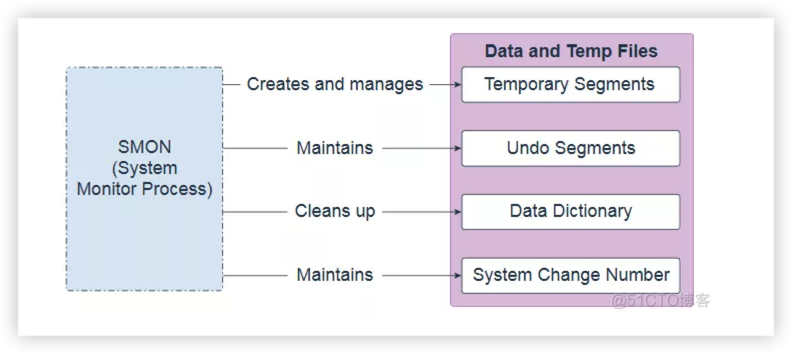 Data and Temp Files
SMON
(System
Monitor Process)
Creates and manages
Temporary Segments
Maintains
Undo Segments
Cleans up
Data Dictionary
Maintains
System Change Number
@51CTO博客